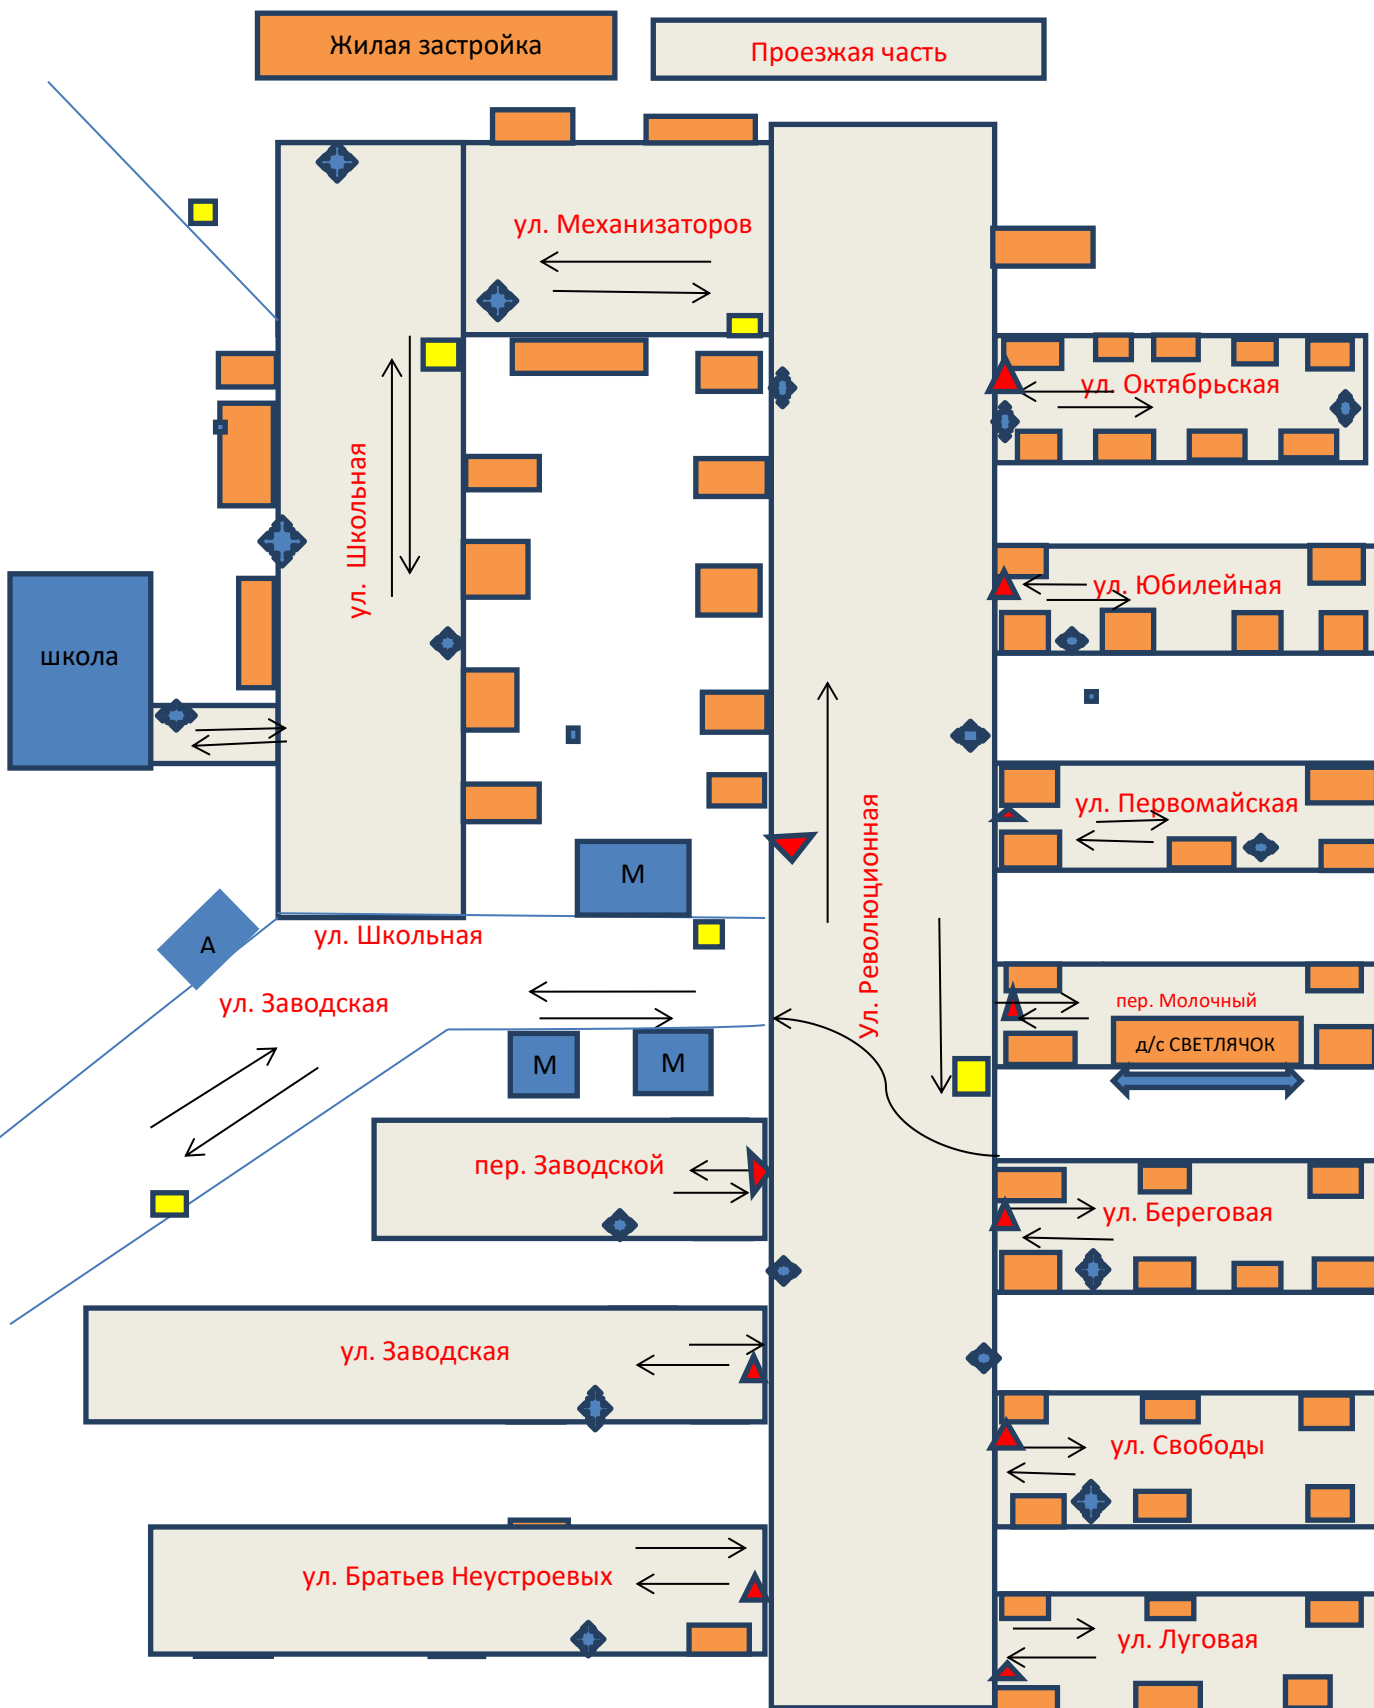 Жилая застройка
Проезжая часть
ул. Механизаторов
ул. Октябрьская
ул. Школьная
ул. Юбилейная
школа
ул. Первомайская
Ул. Революционная
М
ул. Школьная
А
ул. Заводская
пер. Молочный
д/с СВЕТЛЯЧОК
М
М
пер. Заводской
ул. Береговая
ул. Заводская
ул. Свободы
ул. Братьев Неустроевых
ул. Луговая